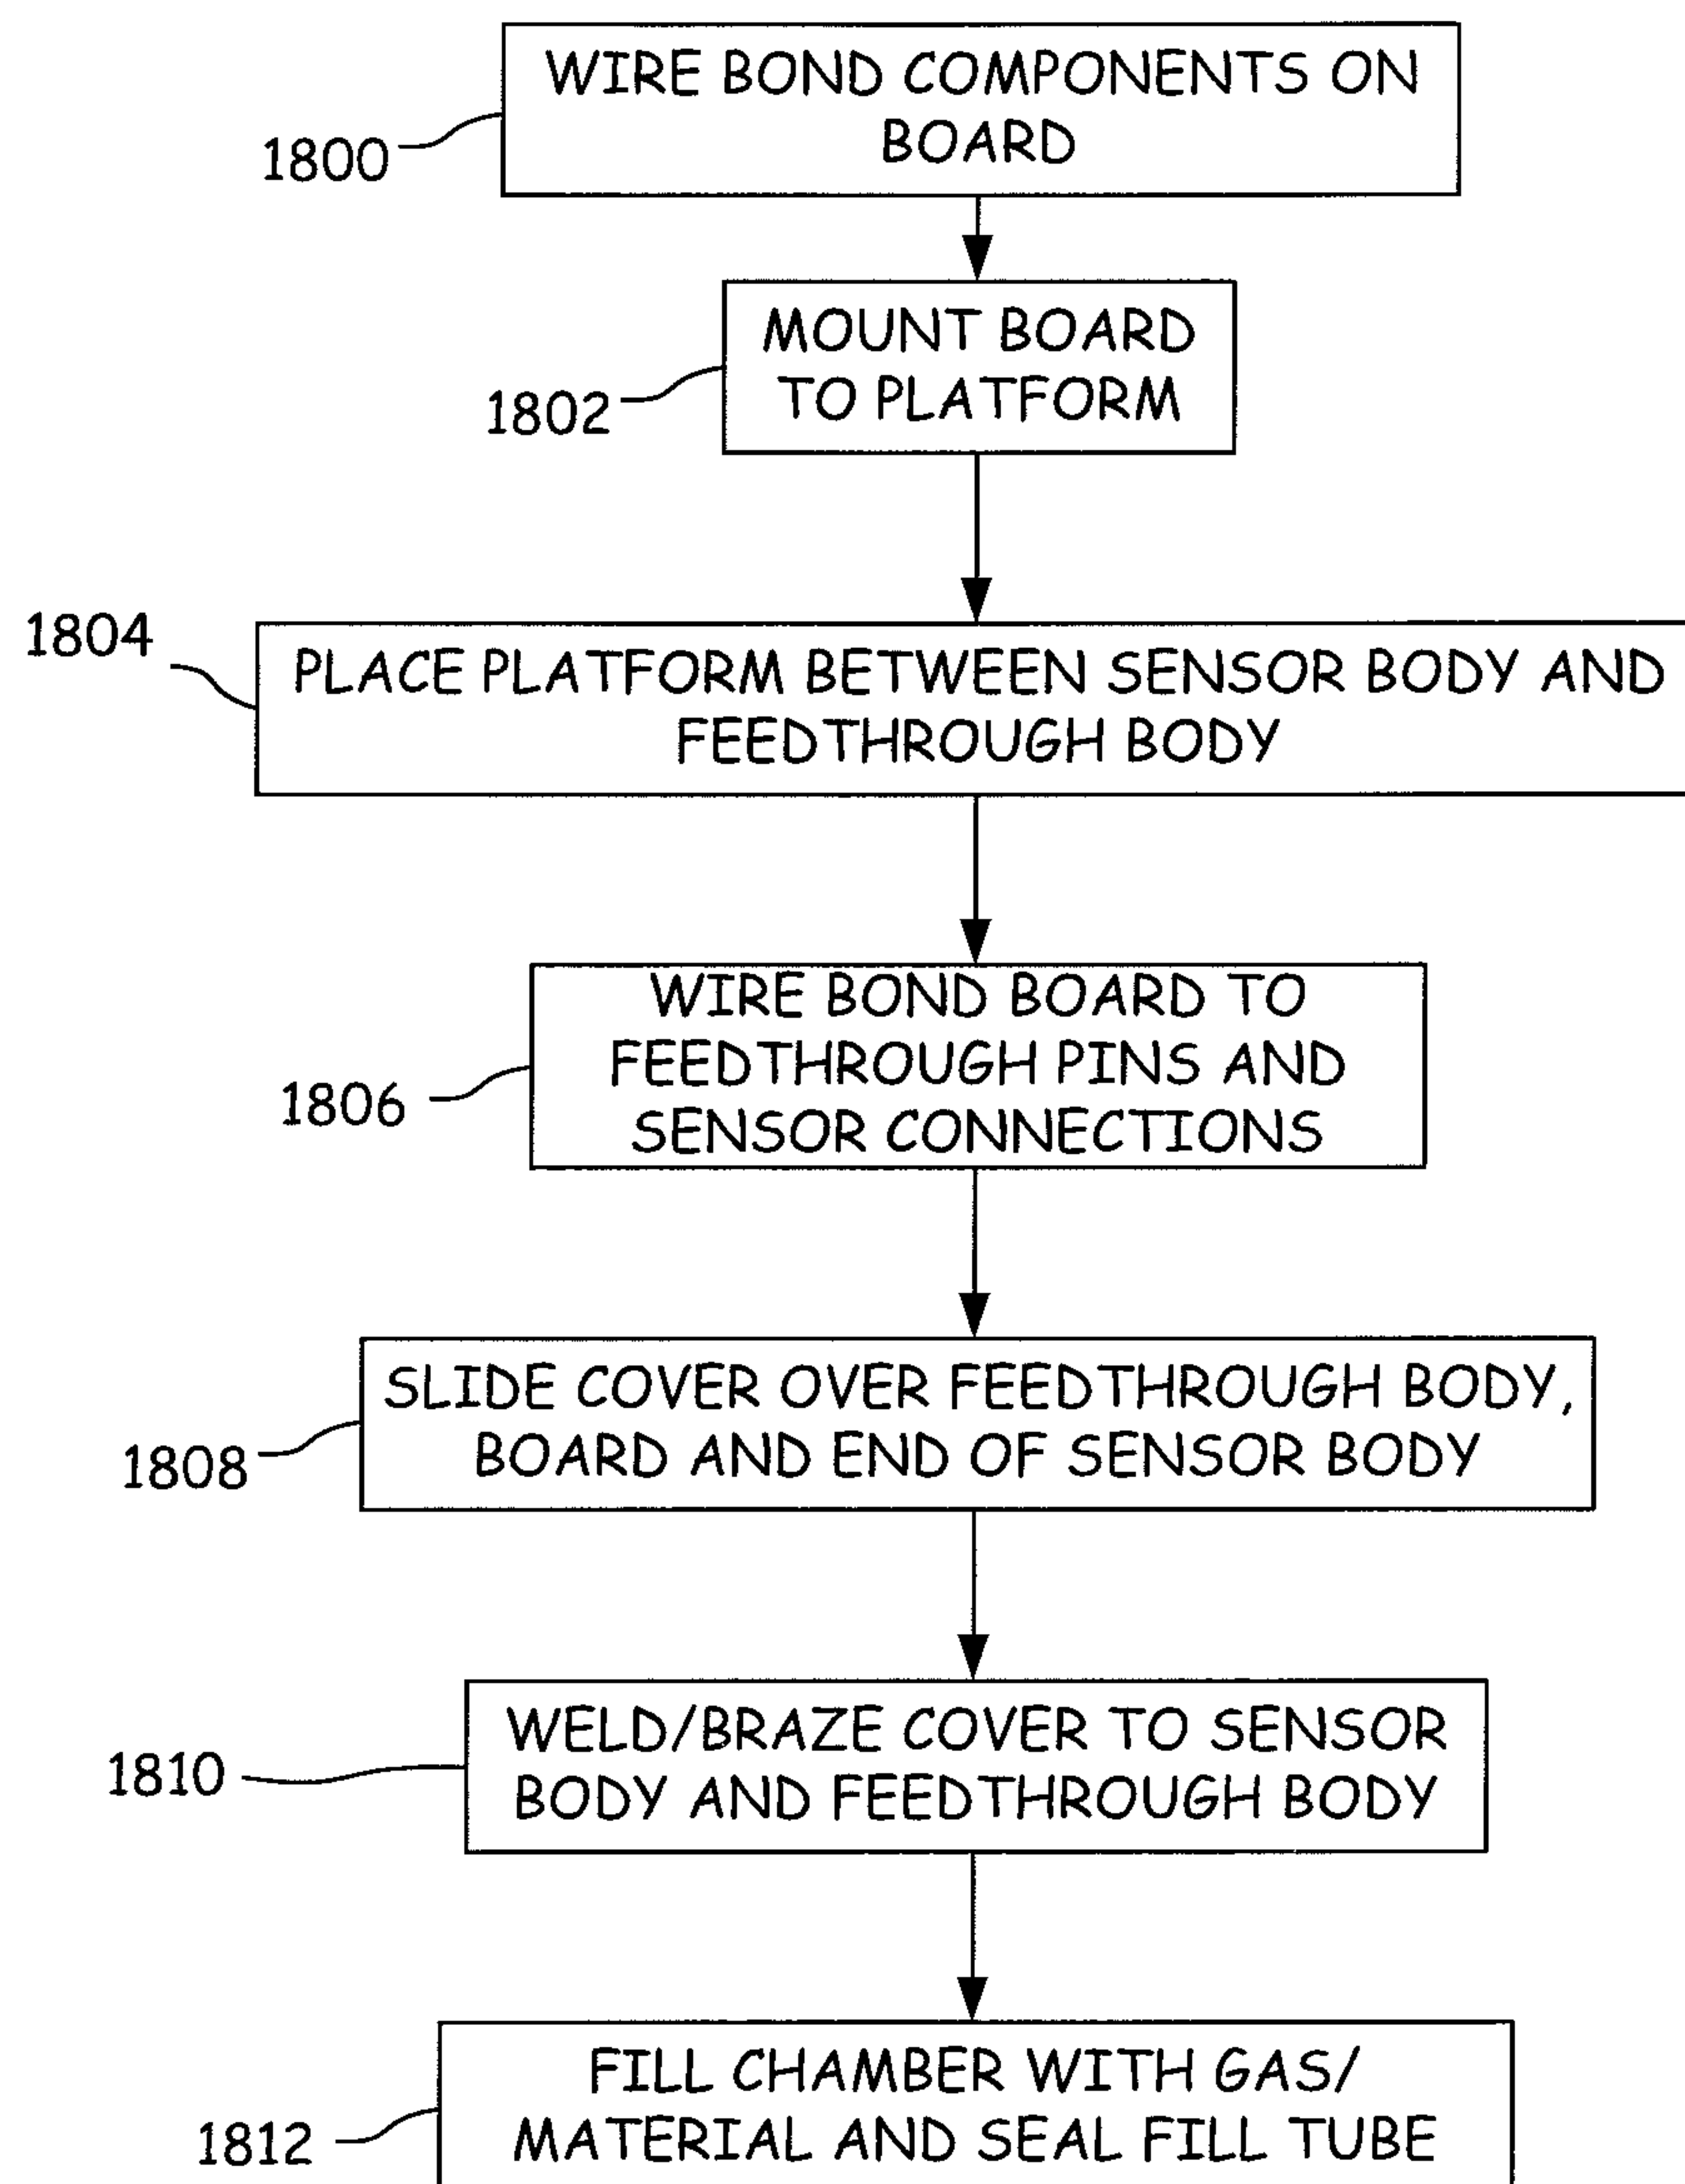 WIRE BOND COMPONENTS ON
BOARD
1800
MOUNT BOARD
TO PLATFORM
1802
1804
PLACE PLATFORM BETWEEN SENSOR BODY AND
FEEDTHROUGH BODY
WIRE BOND BOARD TO
FEEDTHROUGH PINS AND
SENSOR CONNECTIONS
1806
SLIDE COVER OVER FEEDTHROUGH BODY,
BOARD AND END OF SENSOR BODY
1808
WELD/BRAZE COVER TO SENSOR
BODY AND FEEDTHROUGH BODY
1810
FILL CHAMBER WITH GAS/
MATERIAL AND SEAL FILL TUBE
1812